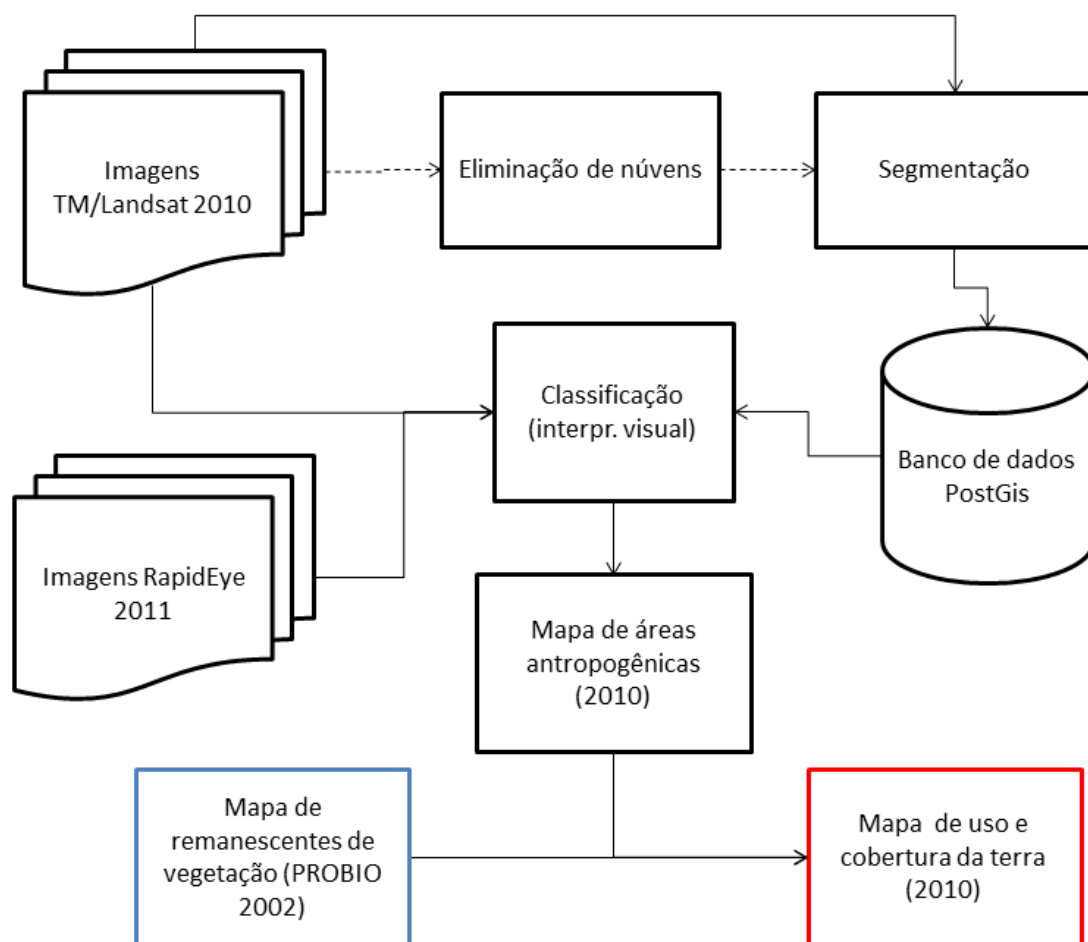 Imagens
TM/Landsat 2010
Eliminação de núvens
Segmentação
Classificação
(interpr. visual)
Banco de dados
PostGis
Imagens RapidEye
2011
Mapa de áreas
antropogênicas
(2010)
Mapa de
remanescentes de
vegetação (PROBIO
2002)
Mapa de uso e
cobertura da terra
(2010)